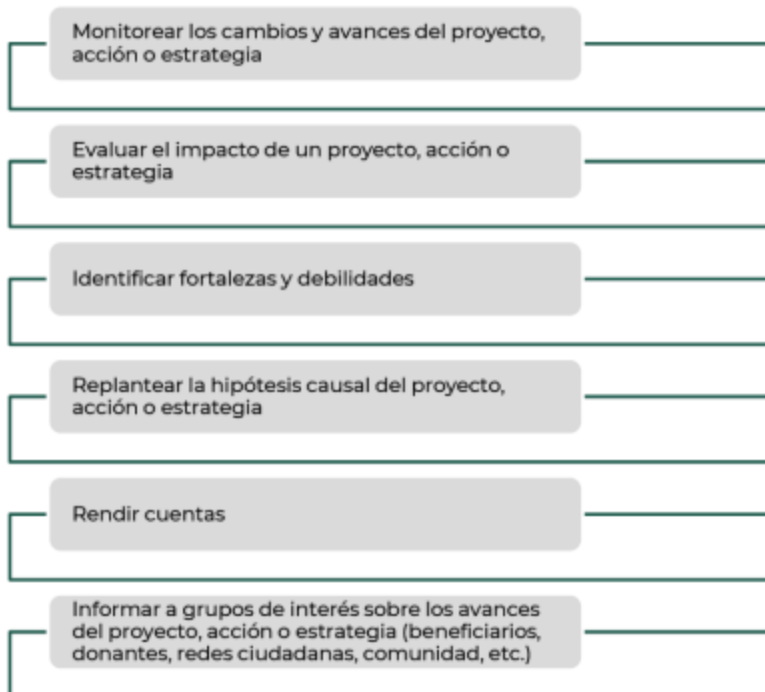 Monitorear los cambios y avances del proyecto,
acción o estrategia
Evaluar el impacto de un proyecto, acción o
estrategia
Identificar fortalezas y debilidades
Replantear la hipótesis causal del proyecto,
acción o estrategia
Rendir cuentas
Informar a grupos de interés sobre los avances
del proyecto, acción o estrategia (beneficiarios,
donantes, redes ciudadanas, comunidad, etc.)